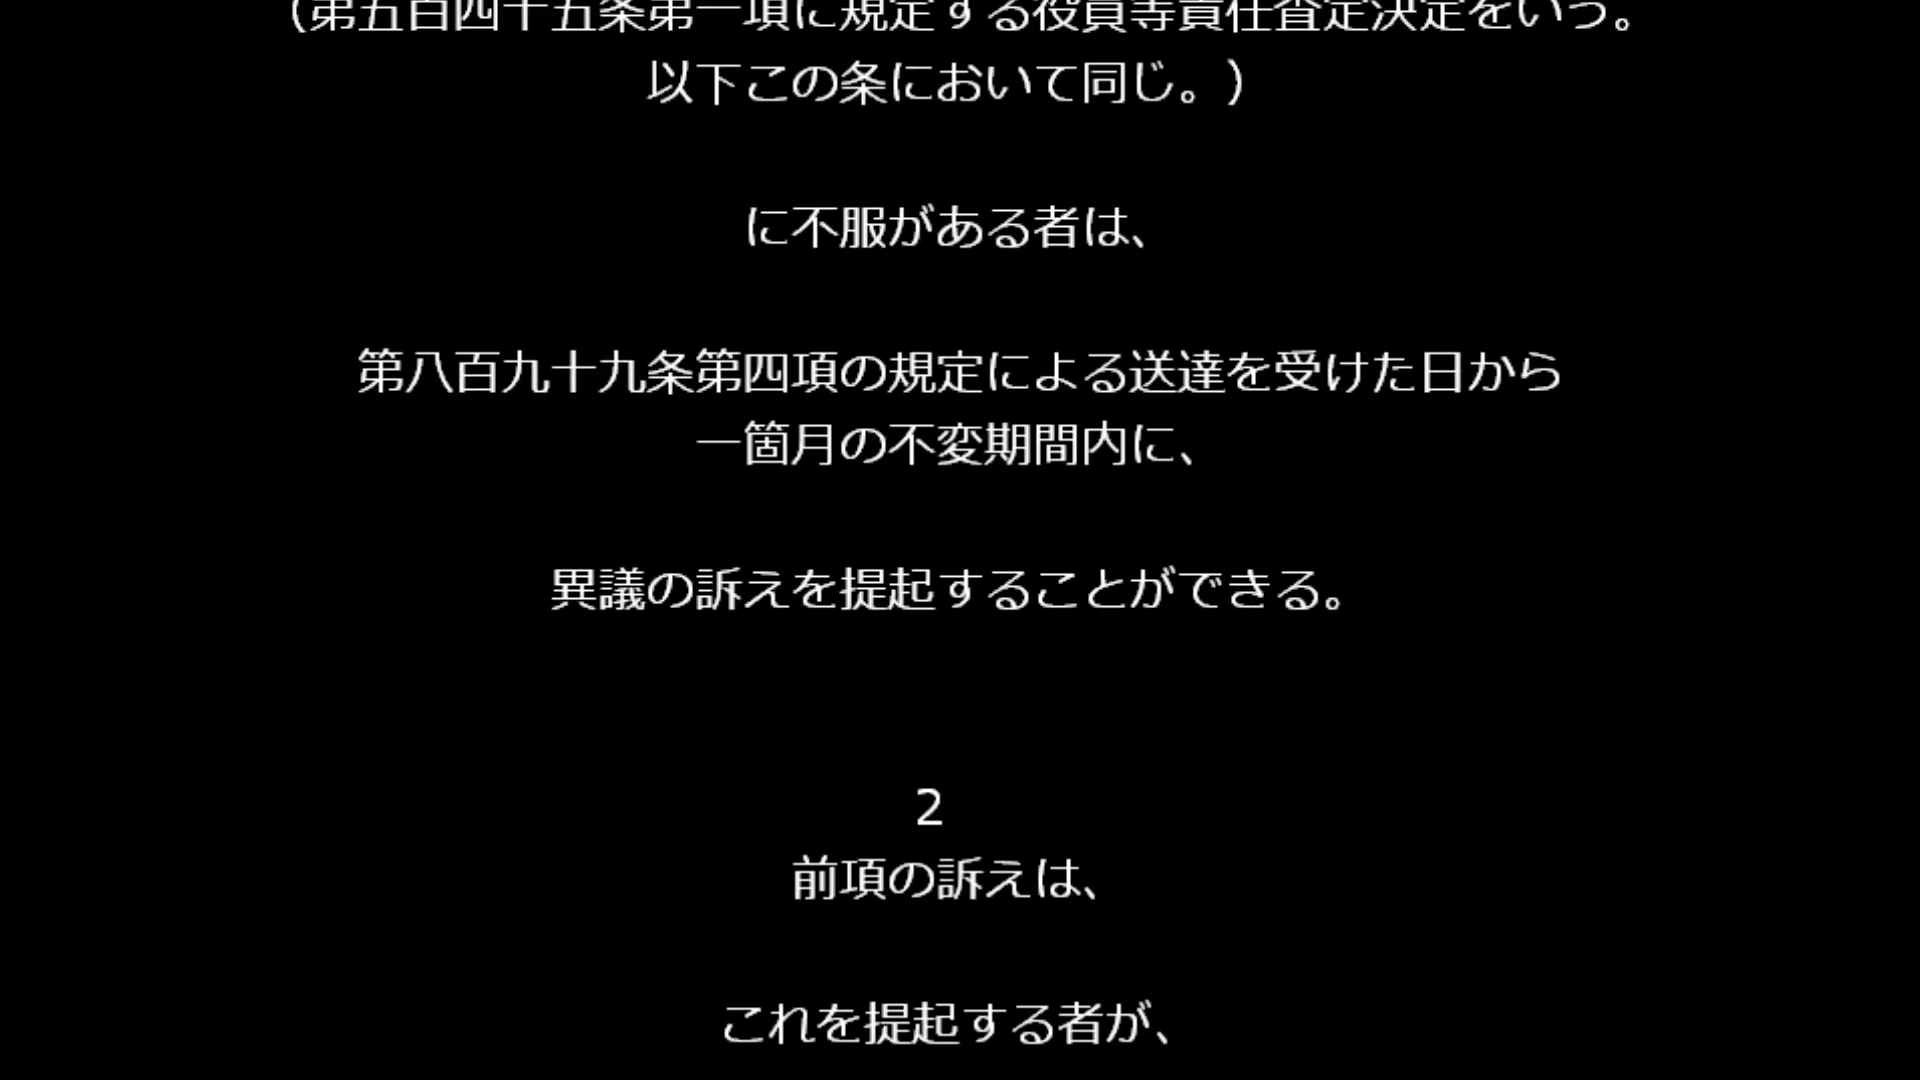 （第五百四十五条第一項に規定する役員等責任査定決定をいう。
以下この条において同じ。）
に不服がある者は、
第八百九十九条第四項の規定による送達を受けた日から
一箇月の不変期間内に、
異議の訴えを提起することができる。
2
前項の訴えは、
これを提起する者が、